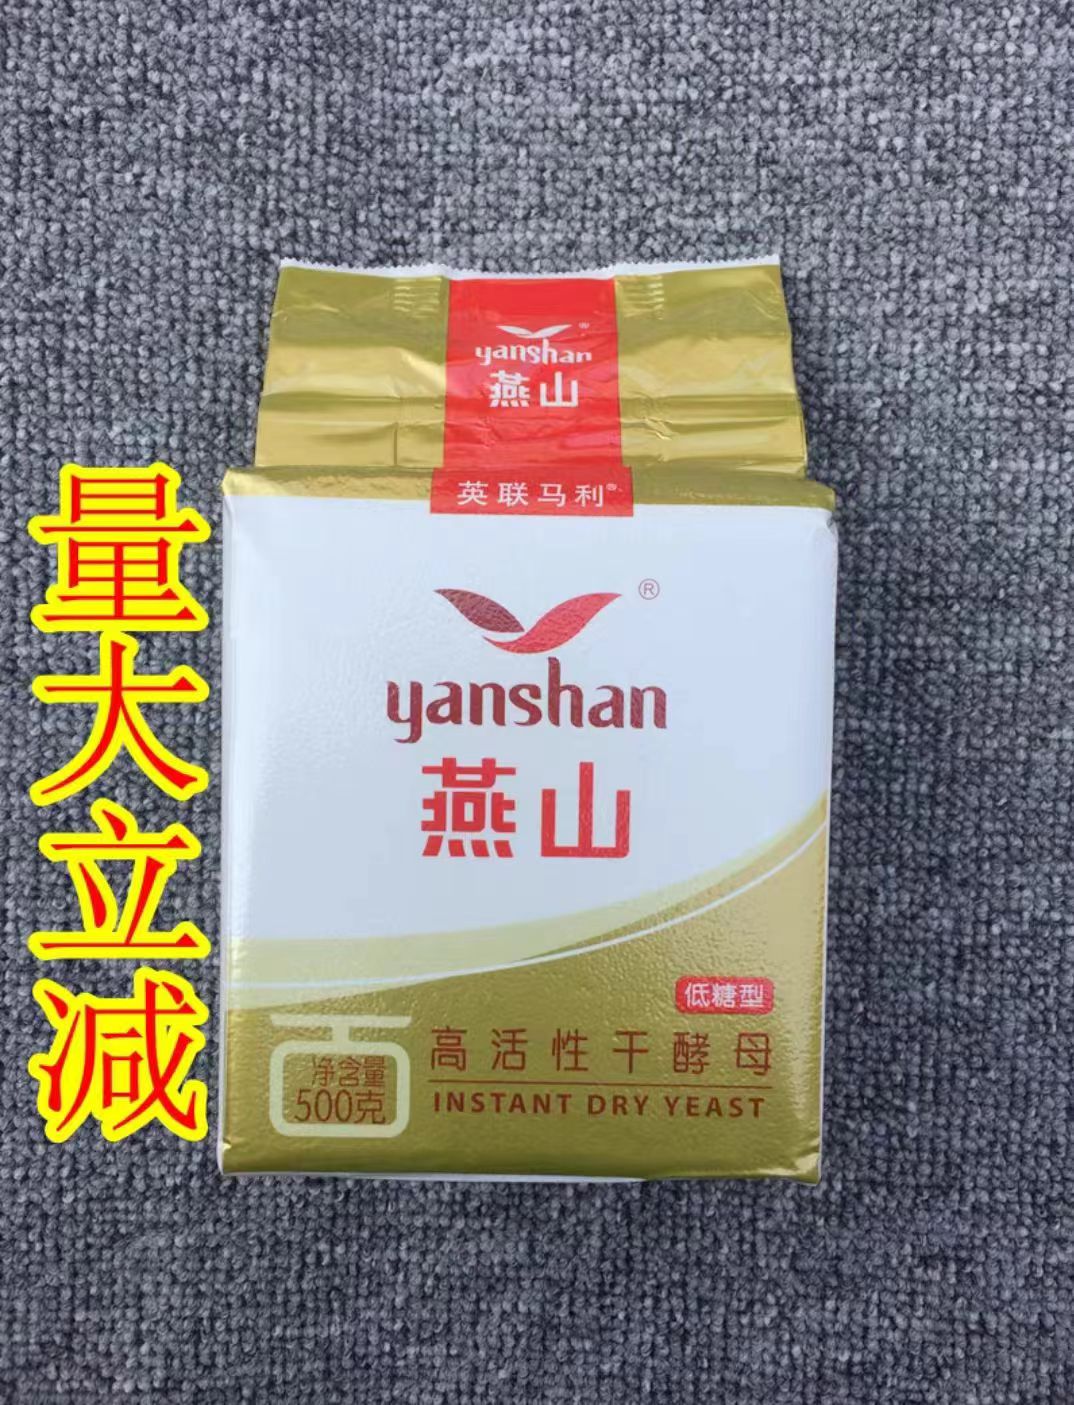 yanshan
燕山
英联马利
yanshan
燕山
低糖型
高活性干酵母
INSTANT DRY YEAST
净含量
500克
量大立减